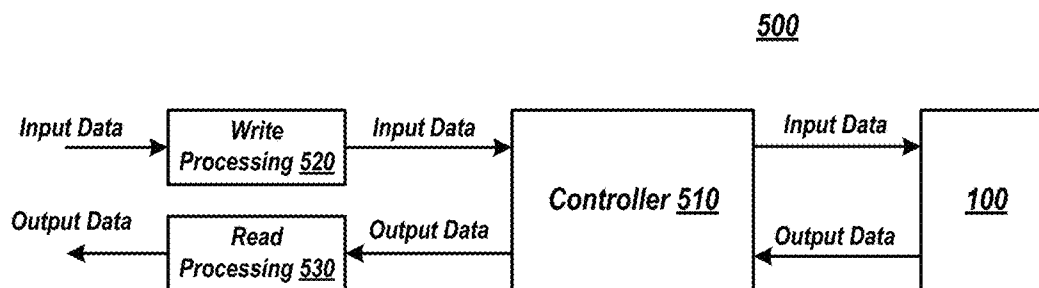 500
Input Data
Write
Processing 520
Input Data
Input Data
Controller 510
100
Output Data
Read
Processing 530
Output Data
Output Data